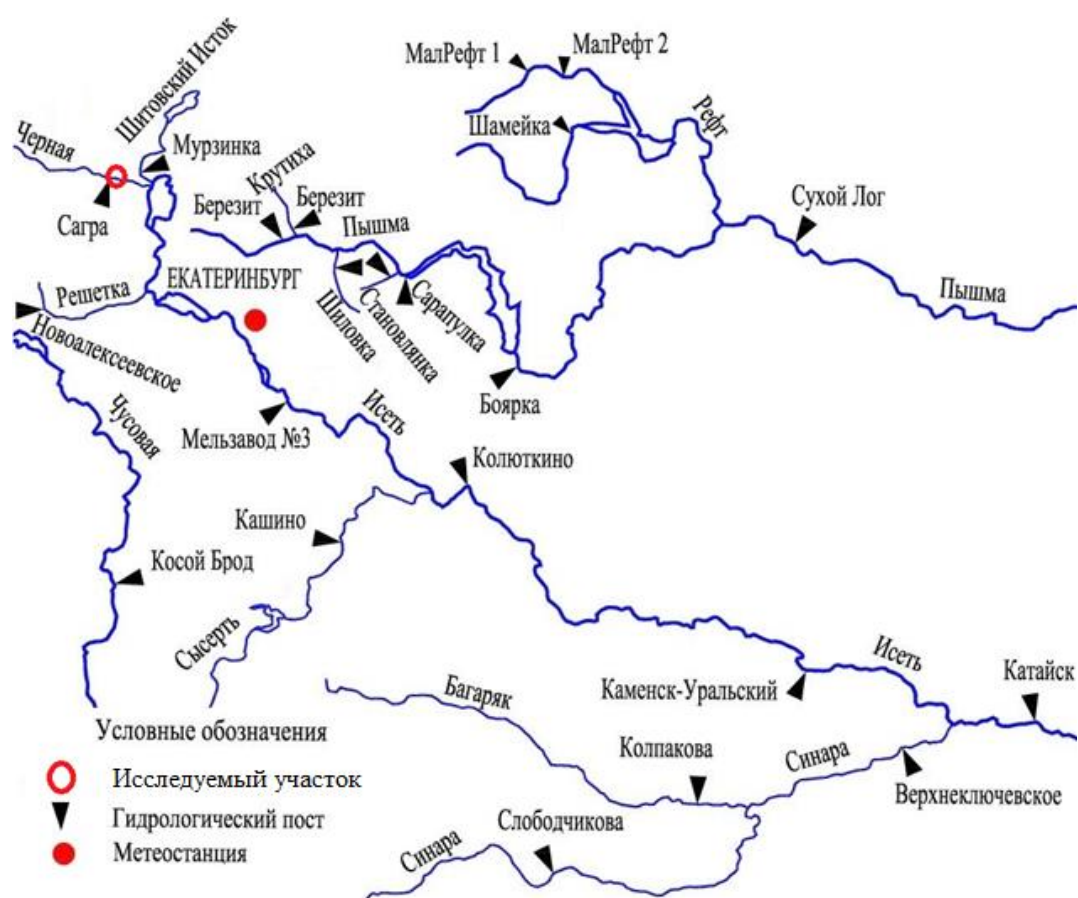 МалРефт 1
МалРефт 2
Шитовский Исток
Рефт
Шамейка
Черная
Мурзинка
Крутиха
Березит
Березит
Сухой Лог
Сагра
Пышма
ЕКАТЕРИНБУРГ
Решетка
Шиловка
Становлянка
Сарапулка
Пышма
Новоалексеевское
Чусовая
Боярка
Исеть
Мельзавод №3
Колюткино
Кашино
Косой Брод
Сысерть
Исеть
Багаряк
Каменск-Уральский
Катайск
Условные обозначения
Колпакова
Синара
Исследуемый участок
Верхнеключевское
Гидрологический пост
Слободчикова
Метеостанция
Синара